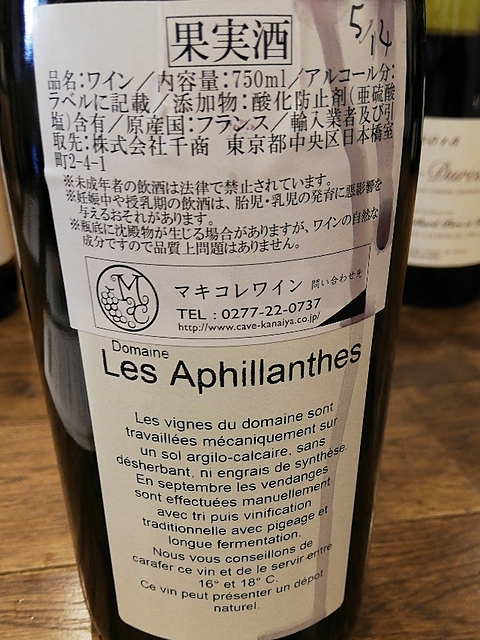 果実酒
5/14
品名:ワイン/内容量:750ml/アルコール分:
ラベルに記載/添加物:酸化防止剤(亜硫酸
塩)含有/原産国:フランス/輸入業者及び引
取先:株式会社千商 東京都中央区日本橋室
町2-4-1
※未成年者の飲酒は法律で禁止されています。
※妊娠中や授乳期の飲酒は、胎児・乳児の発育に悪影響を
与えるおそれがあります。
※瓶底に沈殿物が生じる場合がありますが、ワインの自然な
成分ですので品質上問題はありません。
M
マキコレワイン 問い合わせ先
TEL:0277-22-0737
http://www.cave-kanaiya.co.jp/
Domaine
Les Aphillanthes
Les vignes du domaine sont
travaillées mécaniquement sur
un sol argilo-calcaire, sans
désherbant, ni engrais de synthèse.
En septembre les vendanges
sont effectuées manuellement
avec tri puis vinification
traditionnelle avec pigeage et
longue fermentation.
Nous vous conseillons de
carafer ce vin et de le servir entre
16° et 18° C.
Ce vin peut présenter un dépôt
naturel.